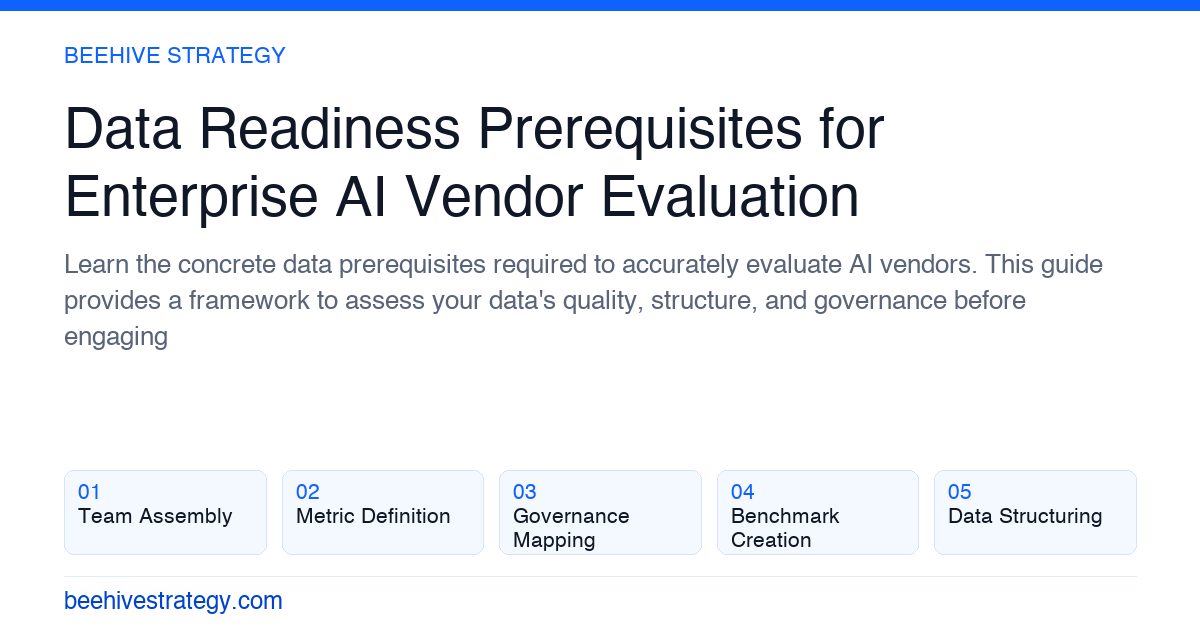 BEEHIVE STRATEGY
Data Readiness Prerequisites for
Enterprise AI Vendor Evaluation
Learn the concrete data prerequisites required to accurately evaluate AI vendors. This guide
provides a framework to assess your data's quality, structure, and governance before
engaging
01
Team Assembly
02
Metric Definition
03
Governance
Mapping
04
Benchmark
Creation
05
Data Structuring
beehivestrategy.com